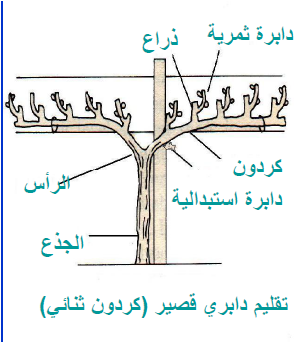 دابرة ثمرية
ذراع
كردون
دابرة استبدالية
الرأس
الجذع
تقليم دابري قصير (كردون ثنائي)